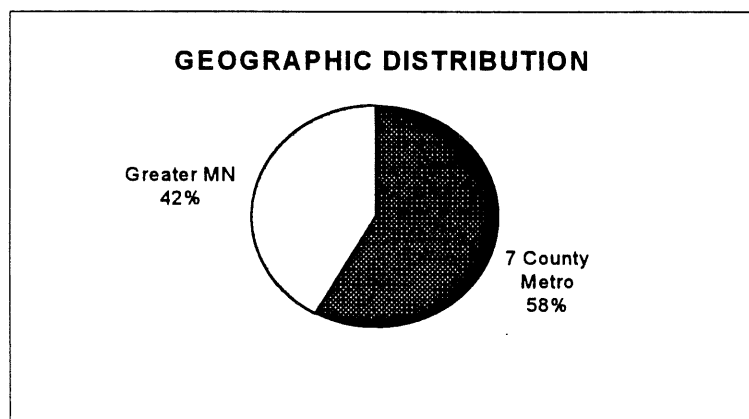 GEOGRAPHIC DISTRIBUTION
Greater MN
42%
7 County
Metro
58%